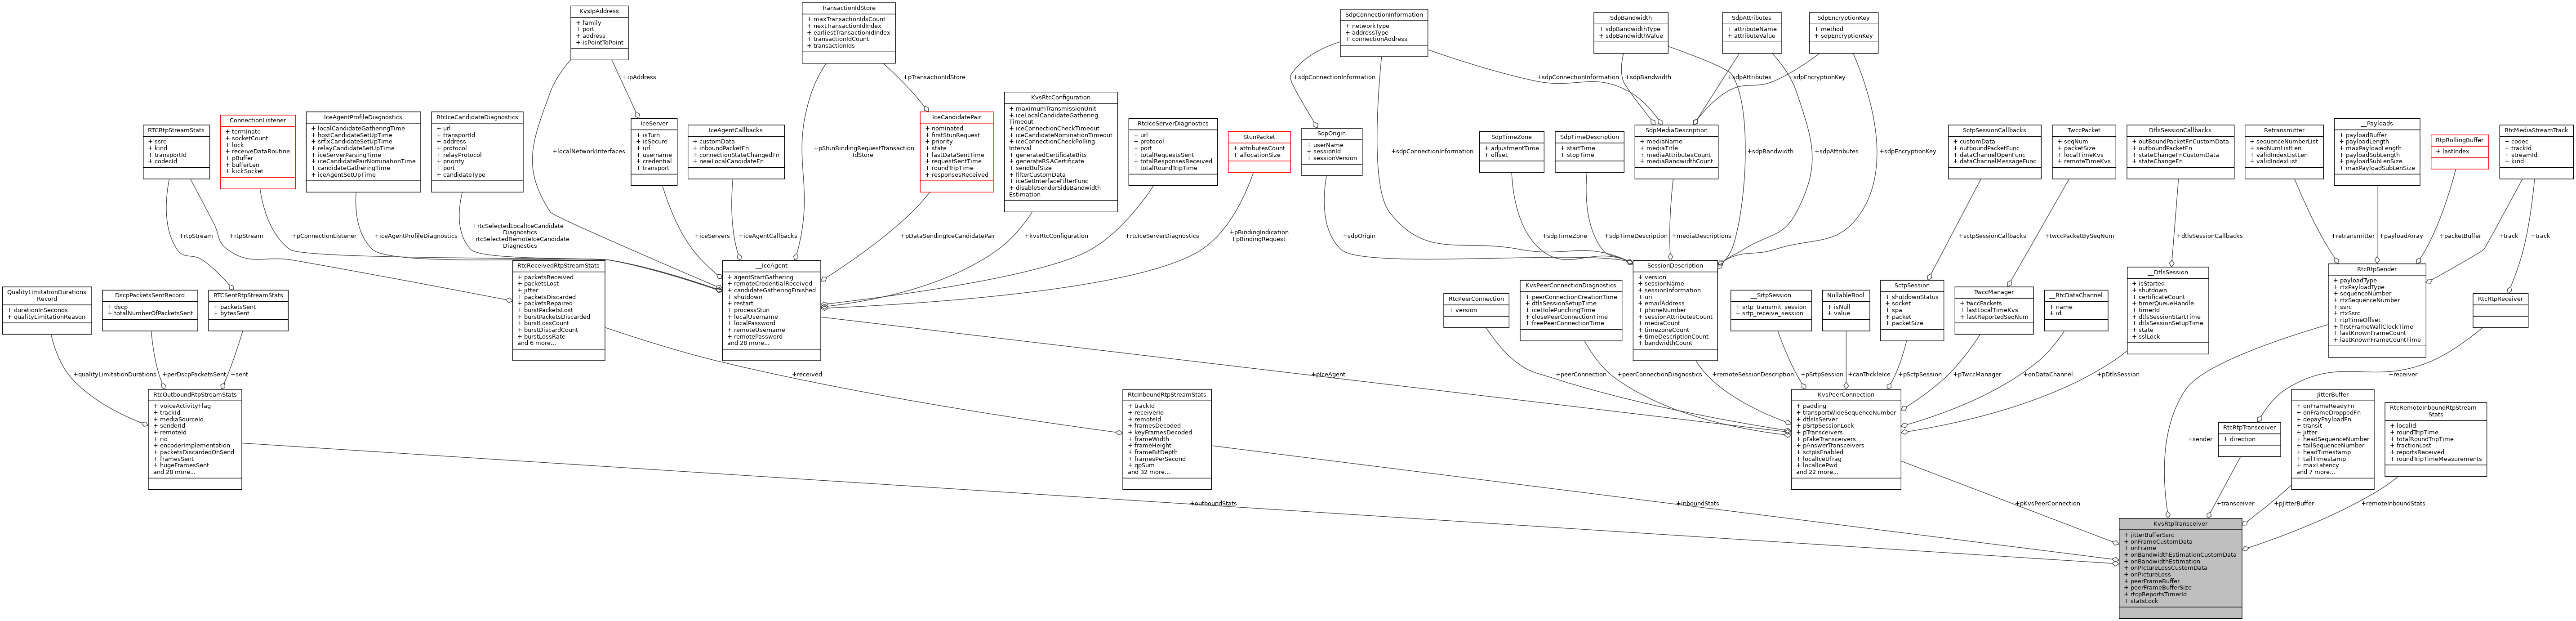 KvsIpAddress
+ family
+ port
+ address
+ isPointToPoint
TransactionIdStore
+ maxTransactionIdsCount
+ nextTransactionIdIndex
+ earliestTransactionIdIndex
+ transactionIdCount
+ transactionIds
SdpConnectionInformation
+ networkType
+ addressType
+ connectionAddress
SdpBandwidth
+ sdpBandwidthType
+ sdpBandwidthValue
SdpAttributes
+ attributeName
+ attributeValue
SdpEncryptionKey
+ method
+ sdpEncryptionKey
+ipAddress
+pTransactionIdStore
+sdpConnectionInformation
+sdpConnectionInformation
+sdpBandwidth
+sdpAttributes
+sdpEncryptionKey
RTCRtpStreamStats
+ ssrc
+ kind
+ transportId
+ codecId
ConnectionListener
+ terminate
+ socketCount
+ lock
+ receiveDataRoutine
+ pBuffer
+ bufferLen
+ kickSocket
IceAgentProfileDiagnostics
+ localCandidateGatheringTime
+ hostCandidateSetUpTime
+ srflxCandidateSetUpTime
+ relayCandidateSetUpTime
+ iceServerParsingTime
+ iceCandidatePairNominationTime
+ candidateGatheringTime
+ iceAgentSetUpTime
RtcIceCandidateDiagnostics
+ url
+ transportId
+ address
+ protocol
+ relayProtocol
+ priority
+ port
+ candidateType
+localNetworkInterfaces
IceServer
+ isTurn
+ isSecure
+ url
+ username
+ credential
+ transport
IceAgentCallbacks
+ customData
+ inboundPacketFn
+ connectionStateChangedFn
+ newLocalCandidateFn
+pStunBindingRequestTransaction
IdStore
IceCandidatePair
+ nominated
+ firstStunRequest
+ priority
+ state
+ lastDataSentTime
+ requestSentTime
+ roundTripTime
+ responsesReceived
KvsRtcConfiguration
+ maximumTransmissionUnit
+ iceLocalCandidateGathering
Timeout
+ iceConnectionCheckTimeout
+ iceCandidateNominationTimeout
+ iceConnectionCheckPolling
Interval
+ generatedCertificateBits
+ generateRSACertificate
+ sendBufSize
+ filterCustomData
+ iceSetInterfaceFilterFunc
+ disableSenderSideBandwidth
Estimation
RtcIceServerDiagnostics
+ url
+ protocol
+ port
+ totalRequestsSent
+ totalResponsesReceived
+ totalRoundTripTime
StunPacket
+ attributesCount
+ allocationSize
SdpOrigin
+ userName
+ sessionId
+ sessionVersion
+sdpConnectionInformation
SdpTimeZone
+ adjustmentTime
+ offset
SdpTimeDescription
+ startTime
+ stopTime
SdpMediaDescription
+ mediaName
+ mediaTitle
+ mediaAttributesCount
+ mediaBandwidthCount
+sdpBandwidth
+sdpAttributes
+sdpEncryptionKey
SctpSessionCallbacks
+ customData
+ outboundPacketFunc
+ dataChannelOpenFunc
+ dataChannelMessageFunc
TwccPacket
+ seqNum
+ packetSize
+ localTimeKvs
+ remoteTimeKvs
DtlsSessionCallbacks
+ outBoundPacketFnCustomData
+ outboundPacketFn
+ stateChangeFnCustomData
+ stateChangeFn
Retransmitter
+ sequenceNumberList
+ seqNumListLen
+ validIndexListLen
+ validIndexList
__Payloads
+ payloadBuffer
+ payloadLength
+ maxPayloadLength
+ payloadSubLength
+ payloadSubLenSize
+ maxPayloadSubLenSize
RtpRollingBuffer
+ lastIndex
RtcMediaStreamTrack
+ codec
+ trackId
+ streamId
+ kind
+rtpStream
+rtpStream
+pConnectionListener
+iceAgentProfileDiagnostics
+rtcSelectedLocalIceCandidate
Diagnostics
+rtcSelectedRemoteIceCandidate
Diagnostics
+iceServers
+iceAgentCallbacks
+pDataSendingIceCandidatePair
+kvsRtcConfiguration
+rtcIceServerDiagnostics
+pBindingIndication
+pBindingRequest
+sdpOrigin
+sdpTimeZone
+sdpTimeDescription
+mediaDescriptions
+sctpSessionCallbacks
+twccPacketBySeqNum
+dtlsSessionCallbacks
+retransmitter
+payloadArray
+packetBuffer
+track
+track
QualityLimitationDurations
Record
+ durationInSeconds
+ qualityLimitationReason
DscpPacketsSentRecord
+ dscp
+ totalNumberOfPacketsSent
RTCSentRtpStreamStats
+ packetsSent
+ bytesSent
RtcReceivedRtpStreamStats
+ packetsReceived
+ packetsLost
+ jitter
+ packetsDiscarded
+ packetsRepaired
+ burstPacketsLost
+ burstPacketsDiscarded
+ burstLossCount
+ burstDiscardCount
+ burstLossRate
and 6 more...
__IceAgent
+ agentStartGathering
+ remoteCredentialReceived
+ candidateGatheringFinished
+ shutdown
+ restart
+ processStun
+ localUsername
+ localPassword
+ remoteUsername
+ remotePassword
and 28 more...
RtcPeerConnection
+ version
KvsPeerConnectionDiagnostics
+ peerConnectionCreationTime
+ dtlsSessionSetupTime
+ iceHolePunchingTime
+ closePeerConnectionTime
+ freePeerConnectionTime
SessionDescription
+ version
+ sessionName
+ sessionInformation
+ uri
+ emailAddress
+ phoneNumber
+ sessionAttributesCount
+ mediaCount
+ timezoneCount
+ timeDescriptionCount
+ bandwidthCount
__SrtpSession
+ srtp_transmit_session
+ srtp_receive_session
NullableBool
+ isNull
+ value
SctpSession
+ shutdownStatus
+ socket
+ spa
+ packet
+ packetSize
TwccManager
+ twccPackets
+ lastLocalTimeKvs
+ lastReportedSeqNum
__RtcDataChannel
+ name
+ id
__DtlsSession
+ isStarted
+ shutdown
+ certificateCount
+ timerQueueHandle
+ timerId
+ dtlsSessionStartTime
+ dtlsSessionSetupTime
+ state
+ sslLock
RtcRtpSender
+ payloadType
+ rtxPayloadType
+ sequenceNumber
+ rtxSequenceNumber
+ ssrc
+ rtxSsrc
+ rtpTimeOffset
+ firstFrameWallClockTime
+ lastKnownFrameCount
+ lastKnownFrameCountTime
RtcRtpReceiver
+qualityLimitationDurations
+perDscpPacketsSent
+sent
+received
+pIceAgent
+peerConnection
+peerConnectionDiagnostics
+remoteSessionDescription
+pSrtpSession
+canTrickleIce
+pSctpSession
+pTwccManager
+onDataChannel
+pDtlsSession
+receiver
RtcOutboundRtpStreamStats
+ voiceActivityFlag
+ trackId
+ mediaSourceId
+ senderId
+ remoteId
+ rid
+ encoderImplementation
+ packetsDiscardedOnSend
+ framesSent
+ hugeFramesSent
and 28 more...
RtcInboundRtpStreamStats
+ trackId
+ receiverId
+ remoteId
+ framesDecoded
+ keyFramesDecoded
+ frameWidth
+ frameHeight
+ frameBitDepth
+ framesPerSecond
+ qpSum
and 32 more...
KvsPeerConnection
+ padding
+ transportWideSequenceNumber
+ dtlsIsServer
+ pSrtpSessionLock
+ pTransceivers
+ pFakeTransceivers
+ pAnswerTransceivers
+ sctpIsEnabled
+ localIceUfrag
+ localIcePwd
and 22 more...
+sender
RtcRtpTransceiver
+ direction
JitterBuffer
+ onFrameReadyFn
+ onFrameDroppedFn
+ depayPayloadFn
+ transit
+ jitter
+ headSequenceNumber
+ tailSequenceNumber
+ headTimestamp
+ tailTimestamp
+ maxLatency
and 7 more...
RtcRemoteInboundRtpStream
Stats
+ localId
+ roundTripTime
+ totalRoundTripTime
+ fractionLost
+ reportsReceived
+ roundTripTimeMeasurements
+outboundStats
+inboundStats
+pKvsPeerConnection
+transceiver
+pJitterBuffer
+remoteInboundStats
KvsRtpTransceiver
+ jitterBufferSsrc
+ onFrameCustomData
+ onFrame
+ onBandwidthEstimationCustomData
+ onBandwidthEstimation
+ onPictureLossCustomData
+ onPictureLoss
+ peerFrameBuffer
+ peerFrameBufferSize
+ rtcpReportsTimerId
+ statsLock